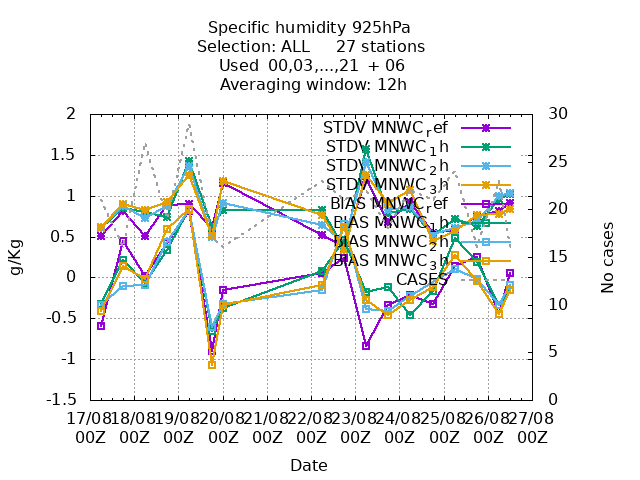 Specific humidity 925hPa
Selection: ALL 27 stations
Used 00,03,...,21 + 06
Averaging window: 12h
STDV MNWC_ref
STDV MNWC_1h
STDV MNWC_2h
STDV MNWC_3h
BIAS MNWC_ref
BIAS MNWC_1h
BIAS MNWC_2h
BIAS MNWC_3h
CASES
2
1.5
1
0.5
0
-0.5
-1
-1.5
g/Kg
30
25
20
15
10
5
0
No cases
17/08 18/08 19/08 20/08 21/08 22/08 23/08 24/08 25/08 26/08 27/08
00Z 00Z 00Z 00Z 00Z 00Z 00Z 00Z 00Z 00Z 00Z
Date